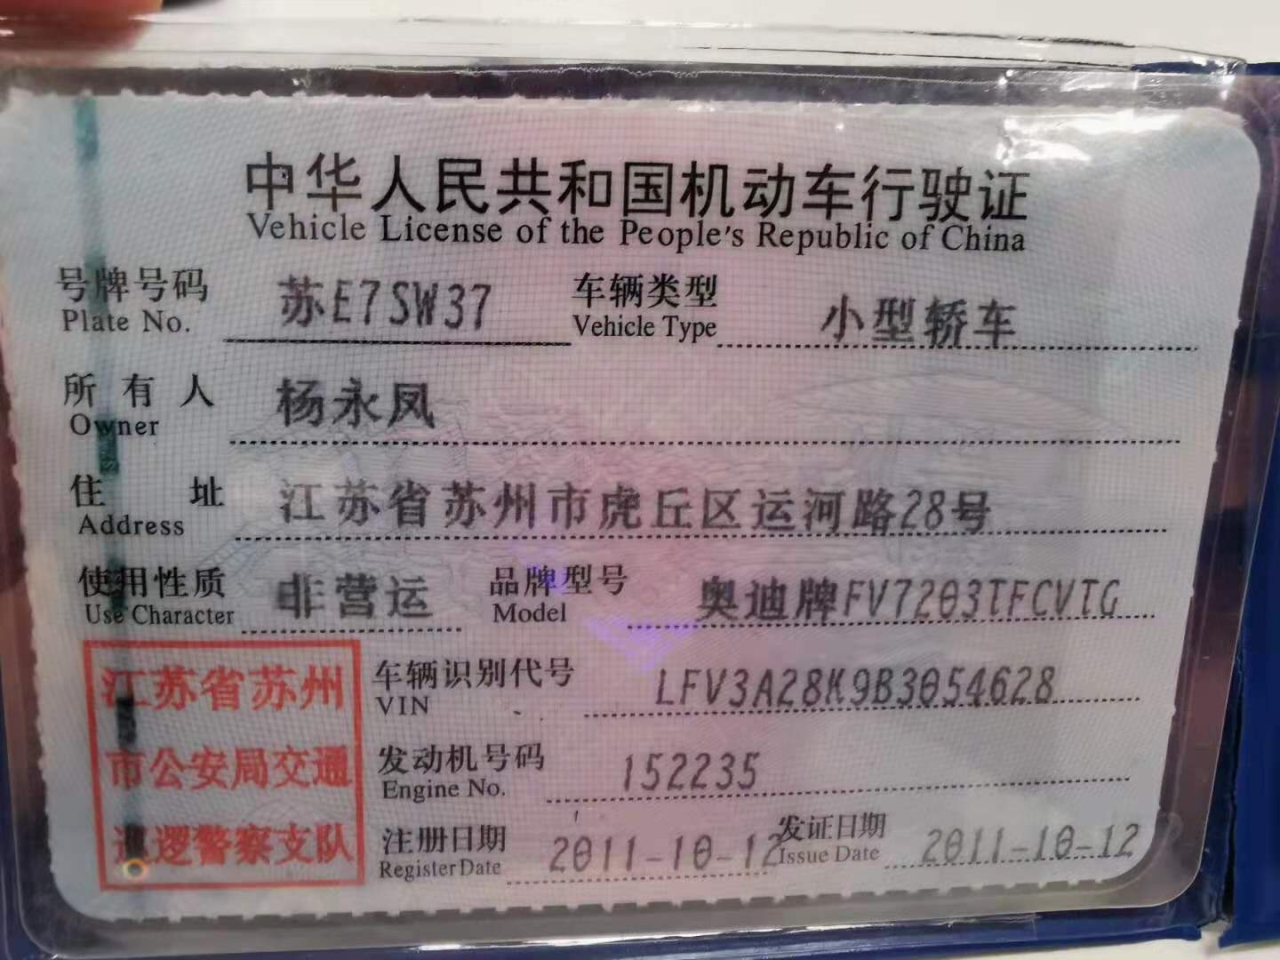 中华人民共和国机动车行驶证
Vehicle License of the People's Republic of China
号牌号码 苏E7SW37 车辆类型 小型轿车
Plate No. Vehicle Type
所有人 杨永凤
Owner
住址 江苏省苏州市虎丘区运河路28号
Address
使用性质 非营运 品牌型号 奥迪牌FV7203TFCVTG
Use Character Model
江苏省苏州
市公安局交通
巡逻警察支队
车辆识别代号 LFV3A28K9B3054628
VIN
发动机号码 152235
Engine No.
注册日期 2011-10-12 发证日期 2011-10-12
Register Date Issue Date